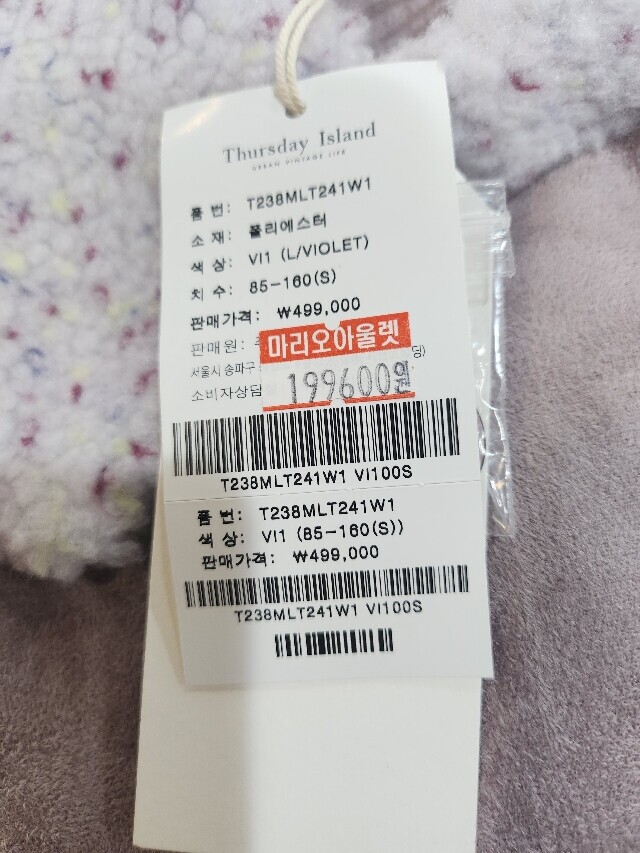 Thursday Island
URBAN VINTAGE LIFE
품 번: T238MLT241W1
소 재: 폴리에스터
색 상: VI1 (L/VIOLET)
치 수: 85-160(S)
판매가격: ₩499,000
판매원:
마리오아울렛
서울시 송파구
딩)
소비자상담
199600원
T238MLT241W1 VI100S
품 번: T238MLT241W1
색 상: VI1 (85-160(S))
판매가격: ₩499,000
T238MLT241W1 VI100S